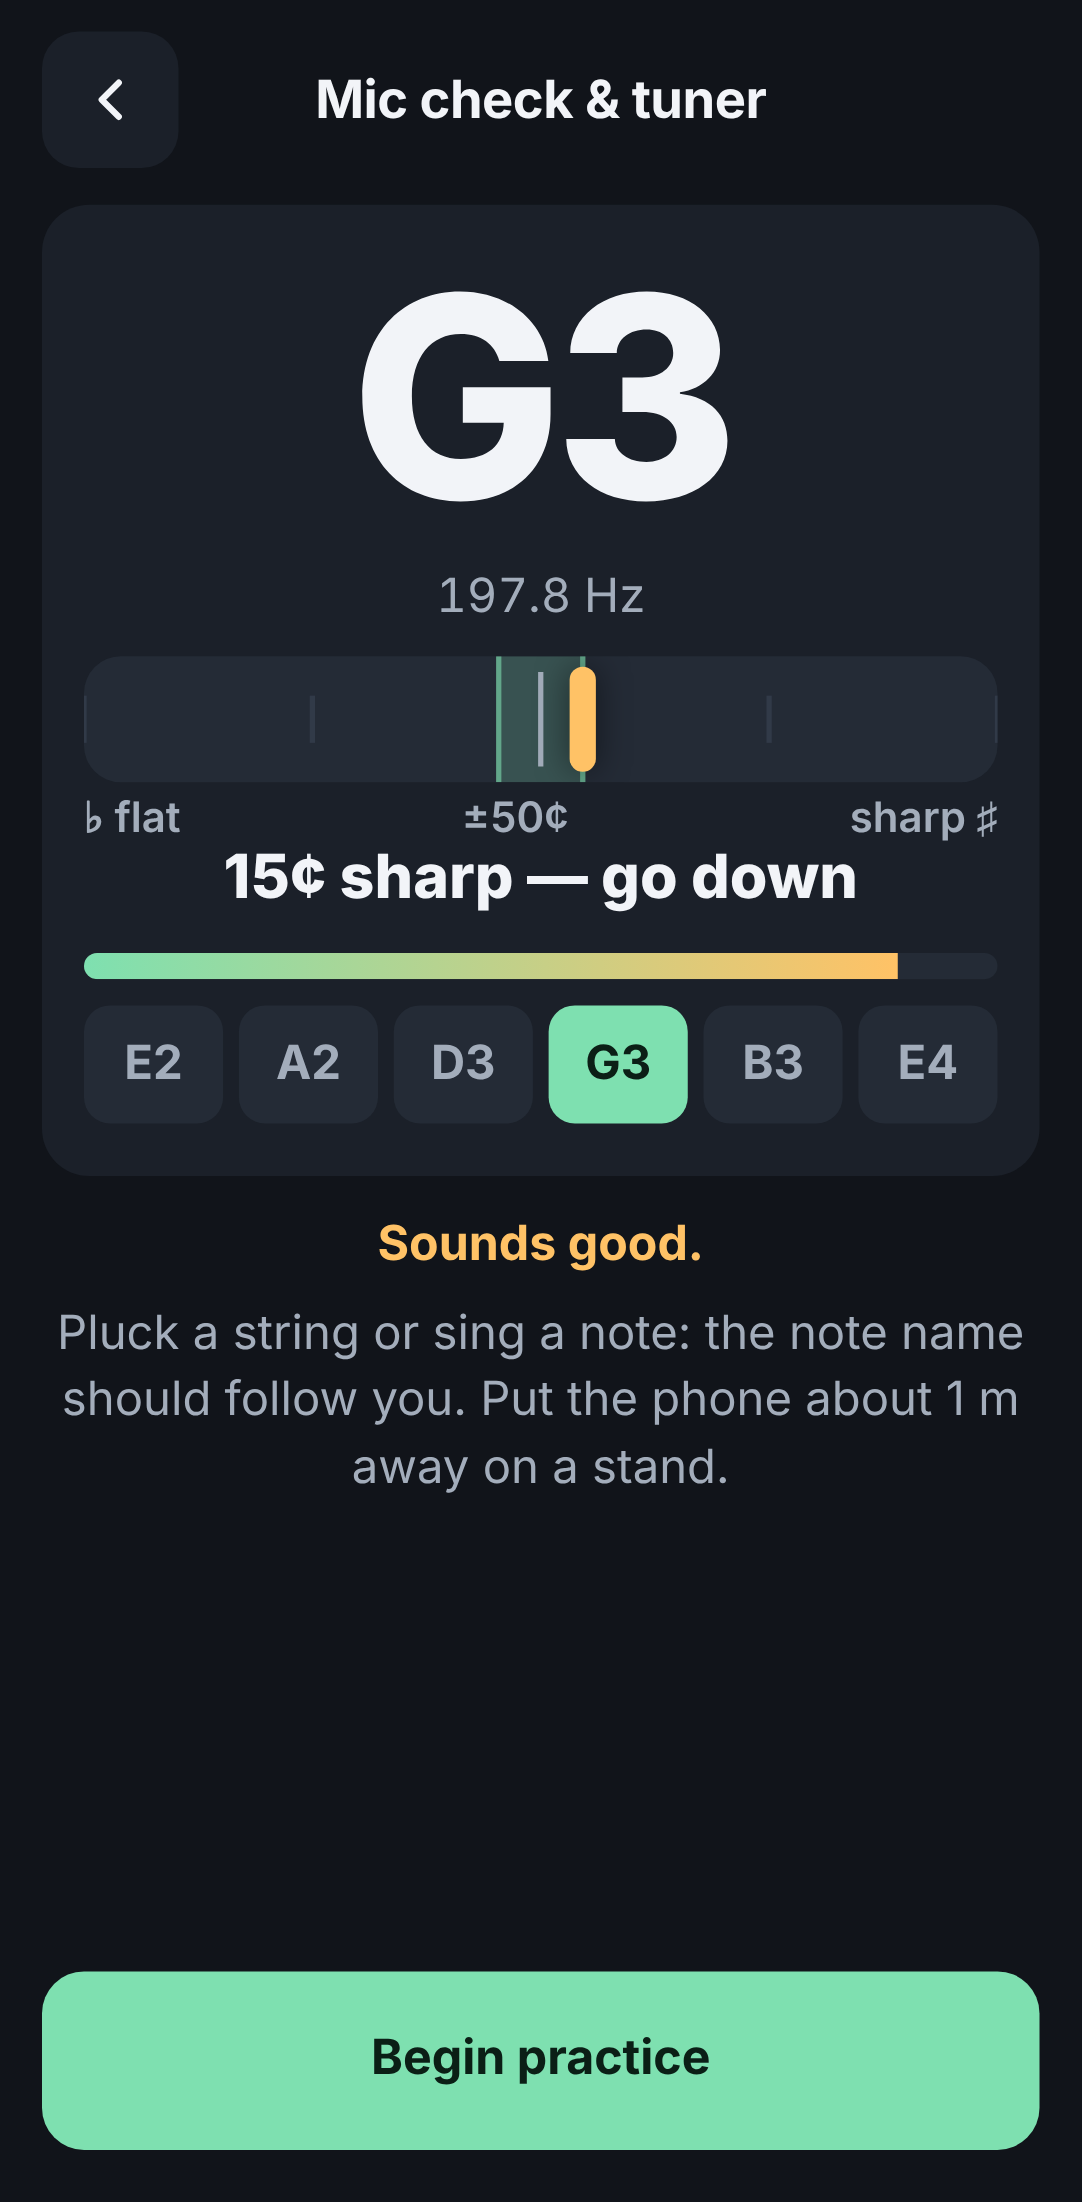 Mic check & tuner
G3
197.8 Hz
♭ flat ±50¢ sharp ♯
15¢ sharp — go down
E2 A2 D3 G3 B3 E4
Sounds good.
Pluck a string or sing a note: the note name
should follow you. Put the phone about 1 m
away on a stand.
Begin practice